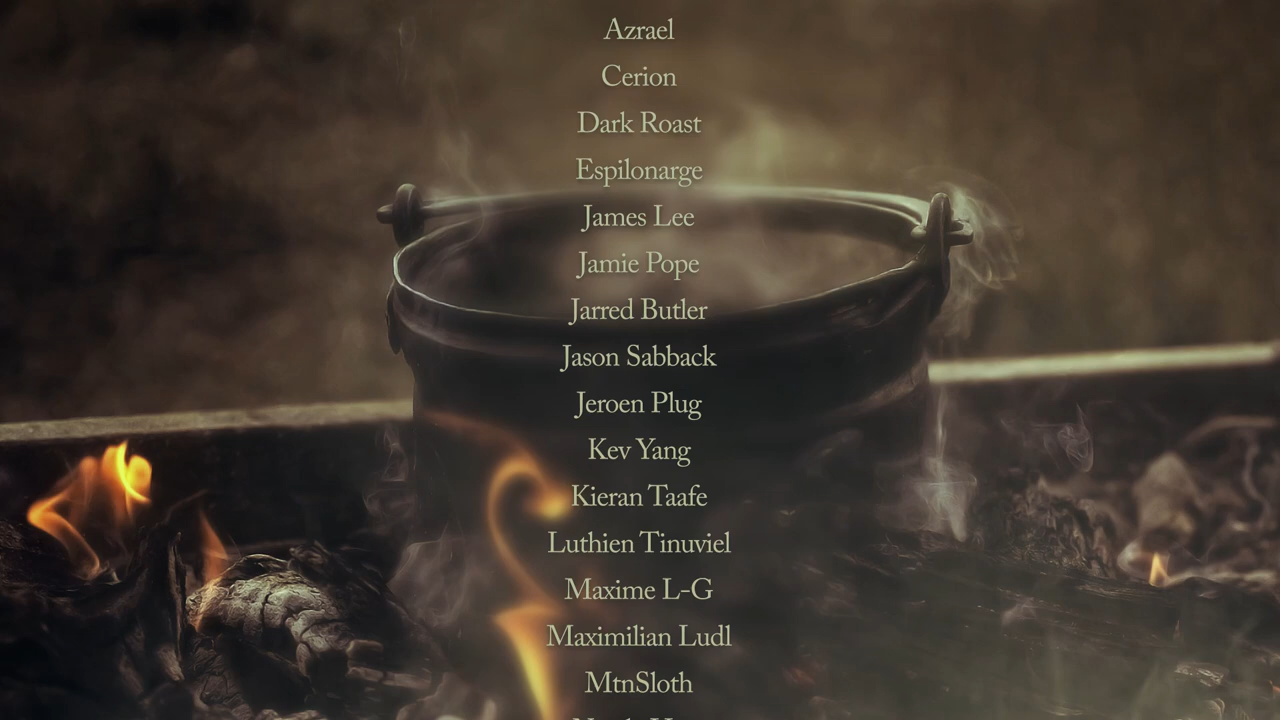 Azrael
Cerion
Dark Roast
Espilonarge
James Lee
Jamie Pope
Jarred Butler
Jason Sabback
Jeroen Plug
Kev Yang
Kieran Taafe
Luthien Tinuviel
Maxime L-G
Maximilian Ludl
MtnSloth